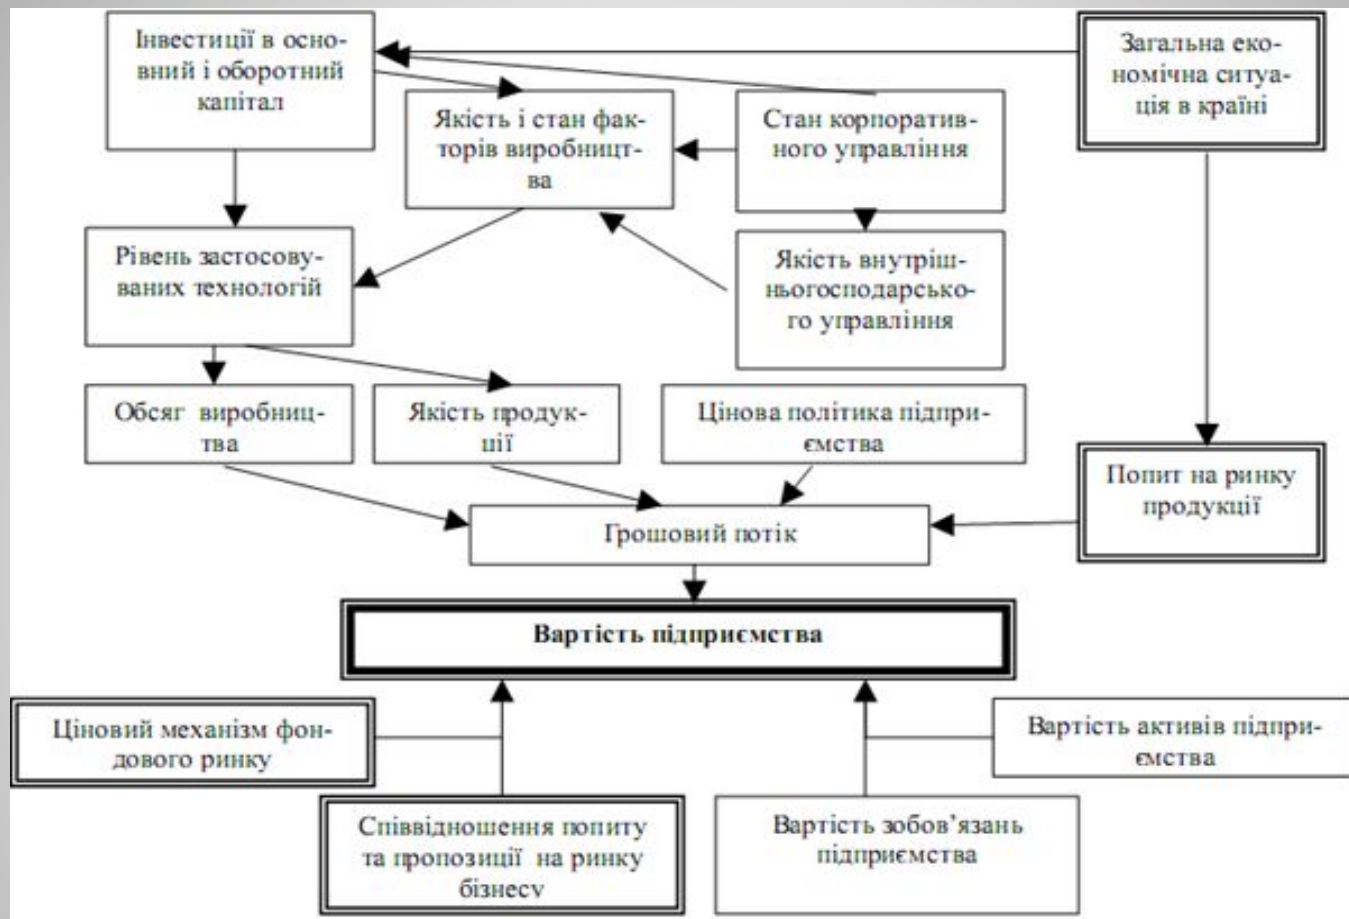 Інвестиції в осно-
вний і оборотний
капітал
Загальна еко-
номічна ситуа-
ція в країні
Якість і стан фак-
торів виробницт-
ва
Стан корпоратив-
ного управління
Рівень застосову-
ваних технологій
Якість внутріш-
ньогосподарсько-
го управління
Обсяг виробниц-
тва
Якість продук-
ції
Цінова політика підпри-
ємства
Попит на ринку
продукції
Грошовий потік
Вартість підприємства
Ціновий механізм фон-
дового ринку
Вартість активів підпри-
ємства
Співвідношення попиту
та пропозиції на ринку
бізнесу
Вартість зобов’язань
підприємства